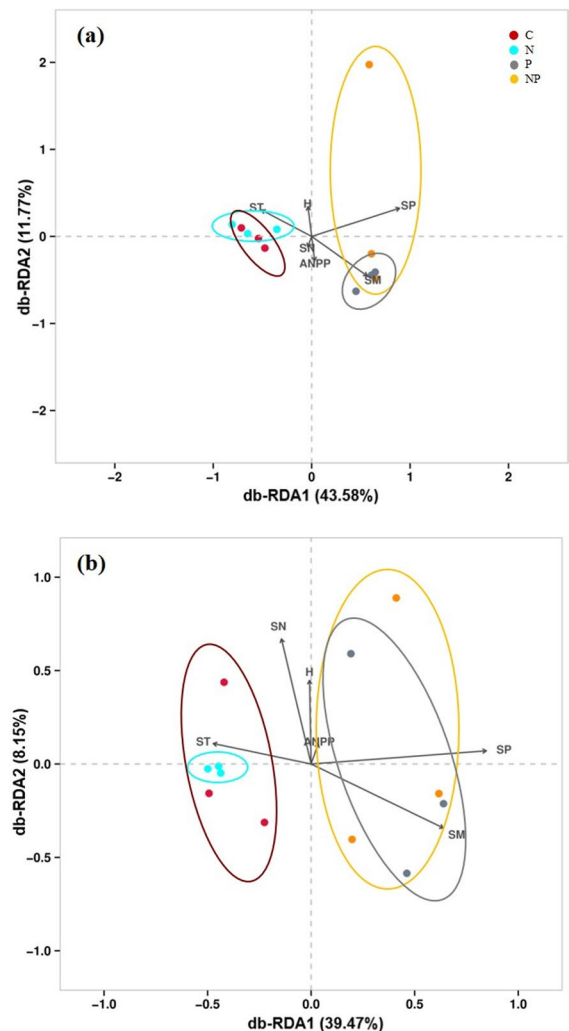 (a)
C
N
P
NP
2
1
0
−1
−2
ST
H
SP
SN
ANPP
SM
−2
−1
0
1
2
db-RDA1 (43.58%)
db-RDA2 (11.77%)
(b)
1.0
0.5
0.0
−0.5
−1.0
SN
H
ST
ANPP
SP
SM
−1.0
−0.5
0.0
0.5
1.0
db-RDA1 (39.47%)
db-RDA2 (8.15%)